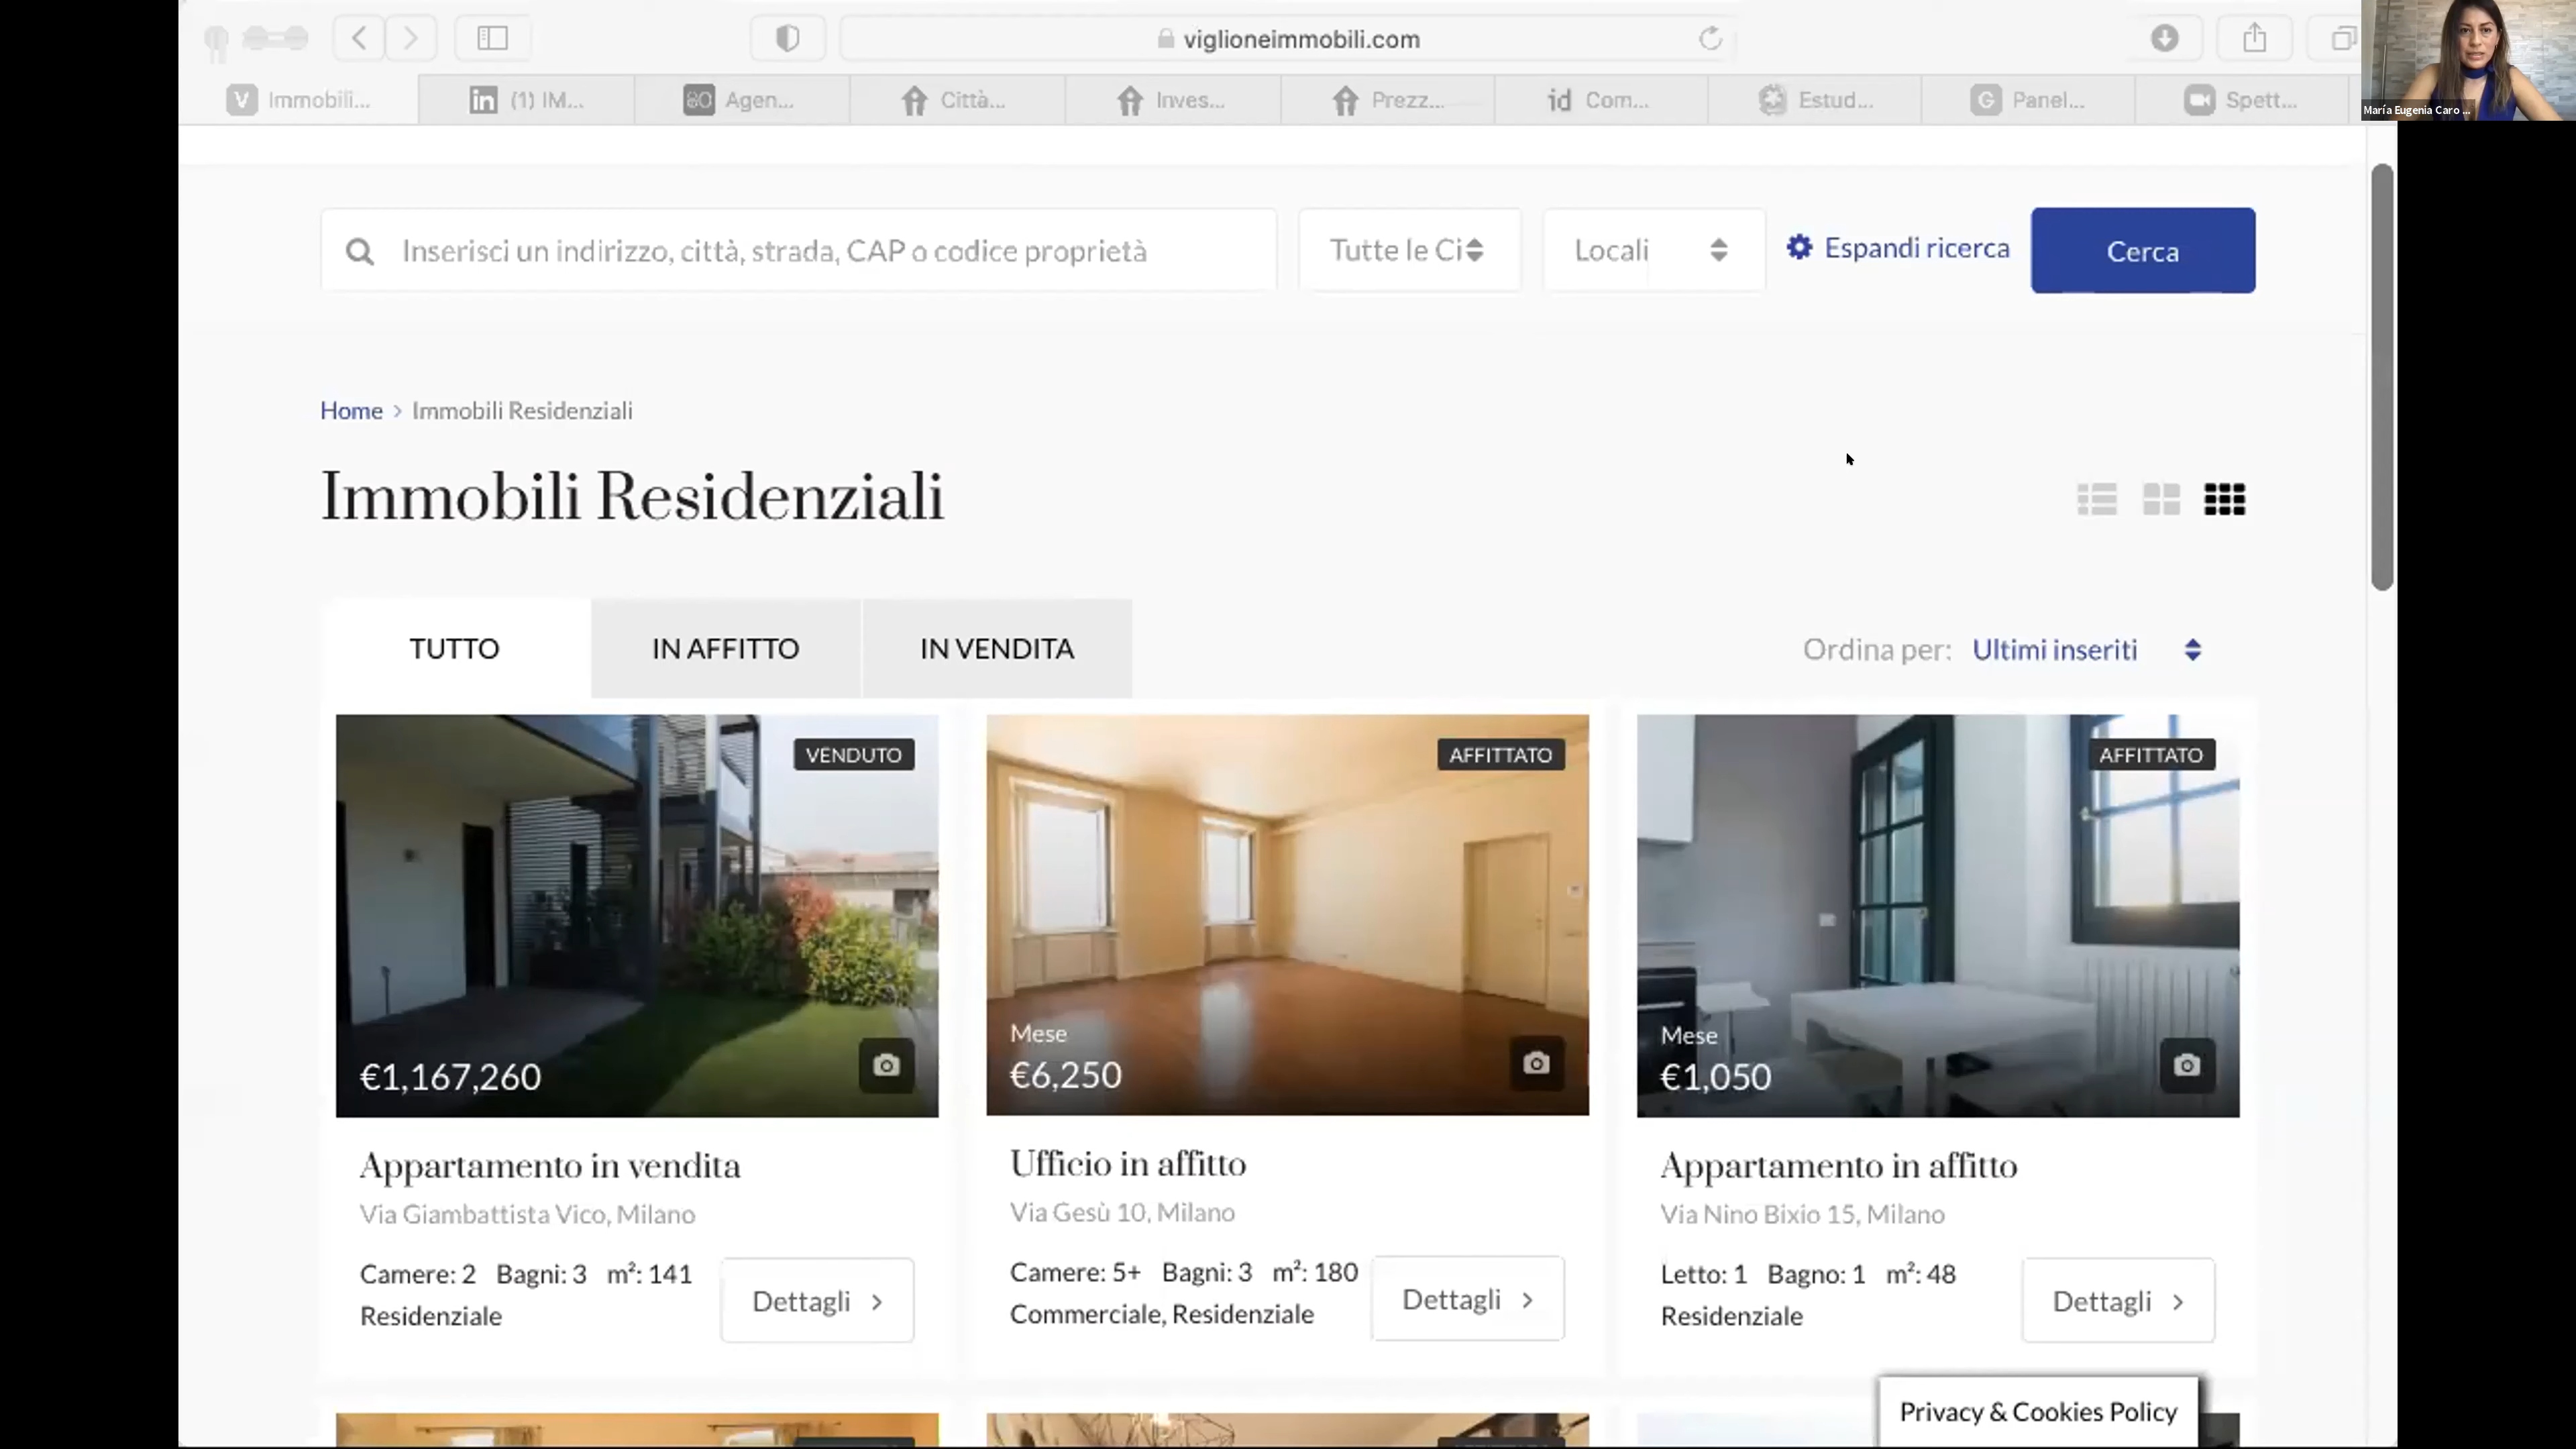 viglioneimmobili.com
María Eugenia Caro ...
Immobili...
(1) IM...
Agen...
Città...
Inves...
Prezz...
id Com...
Estud...
Panel...
Spett...
Inserisci un indirizzo, città, strada, CAP o codice proprietà
Tutte le Ci
Locali
Espandi ricerca
Cerca
Home > Immobili Residenziali
Immobili Residenziali
TUTTO
IN AFFITTO
IN VENDITA
Ordina per: Ultimi inseriti
VENDUTO
€1,167,260
Appartamento in vendita
Via Giambattista Vico, Milano
Camere: 2 Bagni: 3 m²: 141
Residenziale
Dettagli >
AFFITTATO
Mese
€6,250
Ufficio in affitto
Via Gesù 10, Milano
Camere: 5+ Bagni: 3 m²: 180
Commerciale, Residenziale
Dettagli >
AFFITTATO
Mese
€1,050
Appartamento in affitto
Via Nino Bixio 15, Milano
Letto: 1 Bagno: 1 m²: 48
Residenziale
Dettagli >
Privacy & Cookies Policy